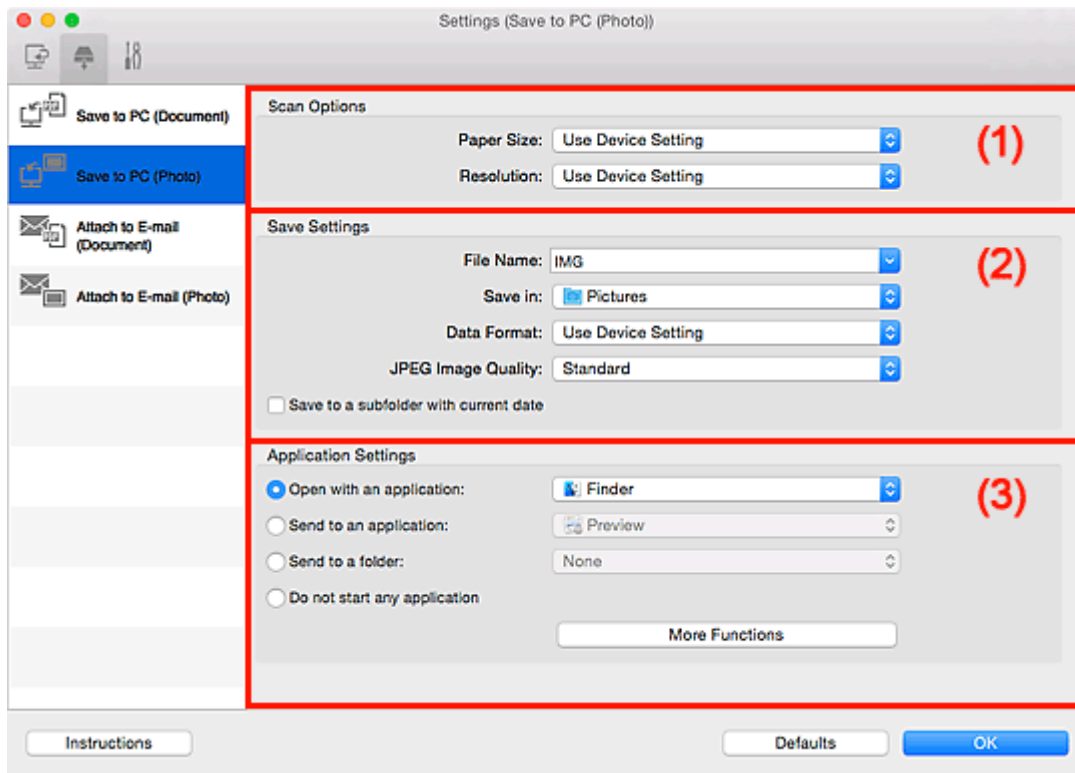 Settings (Save to PC (Photo))
Save to PC (Document)
Save to PC (Photo)
Attach to E-mail
(Document)
Attach to E-mail (Photo)
Scan Options
(1)
Paper Size: Use Device Setting
Resolution: Use Device Setting
Save Settings
(2)
File Name: IMG
Save in: Pictures
Data Format: Use Device Setting
JPEG Image Quality: Standard
Save to a subfolder with current date
Application Settings
(3)
Open with an application: Finder
Send to an application: Preview
Send to a folder: None
Do not start any application
More Functions
Instructions
Defaults
OK